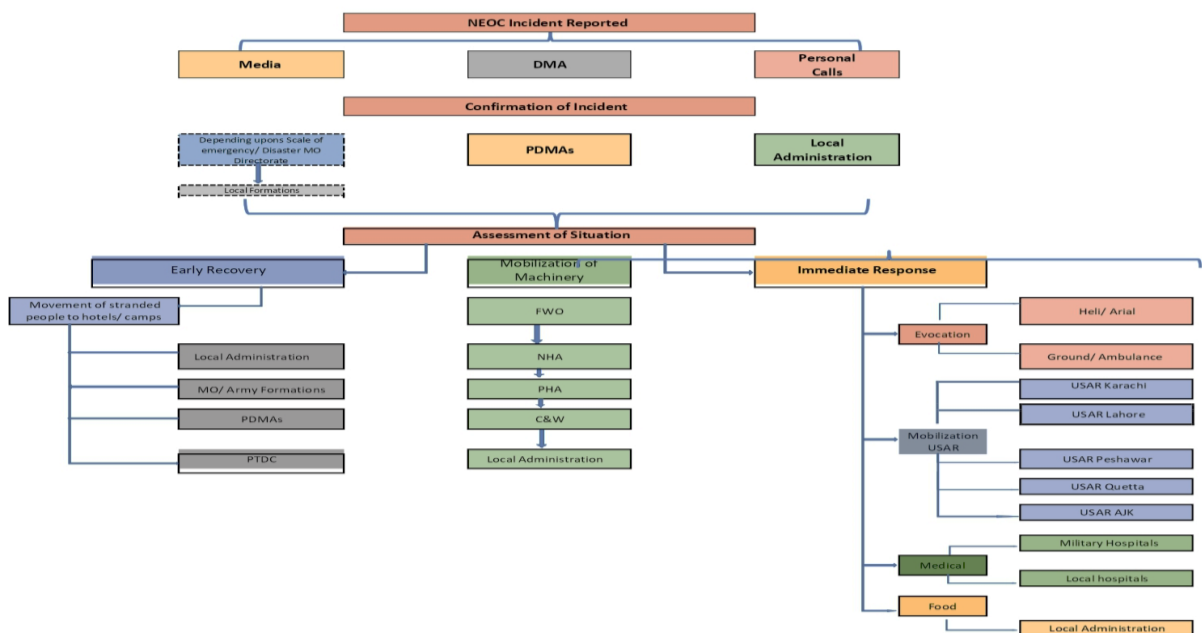 NEOC Incident Reported
Media
DMA
Personal
Calls
Confirmation of Incident
Depending upon Scale of
emergency/ Disaster MO
Directorate
PDMAs
Local
Administration
Local Formations
Assessment of Situation
Early Recovery
Mobilization of
Machinery
Immediate Response
Movement of stranded
people to hotels/ camps
Local Administration
MO/ Army Formations
PDMAs
PTDC
FWO
NHA
PHA
C&W
Local Administration
Evocation
Heli/ Arial
Ground/ Ambulance
Mobilization
USAR
USAR Karachi
USAR Lahore
USAR Peshawar
USAR Quetta
USAR AJK
Medical
Military Hospitals
Local hospitals
Food
Local Administration